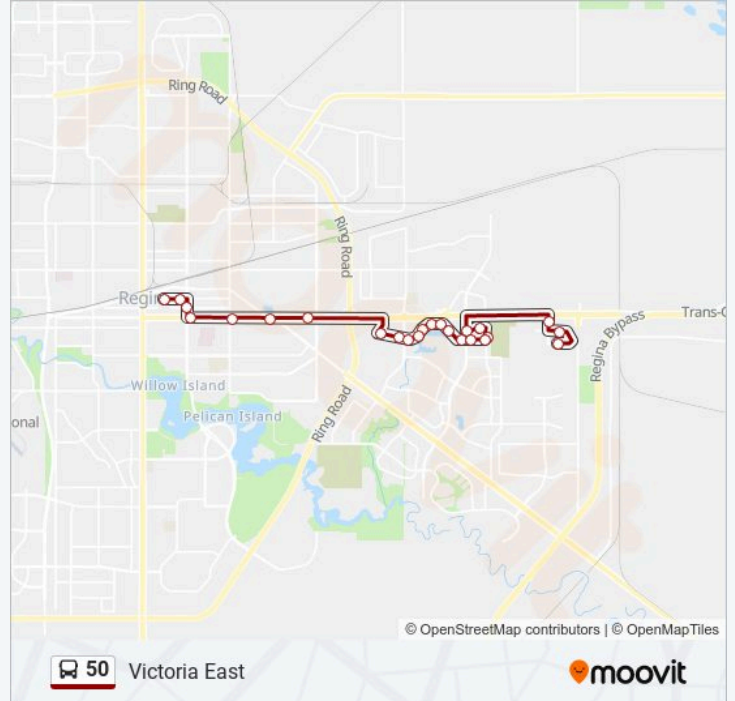 Ring Road
Ring Road
Regin
Trans-C
Regina Bypass
Willow Island
Pelican Island
Ring Road
onal
© OpenStreetMap contributors | © OpenMapTiles
50 Victoria East
moovit